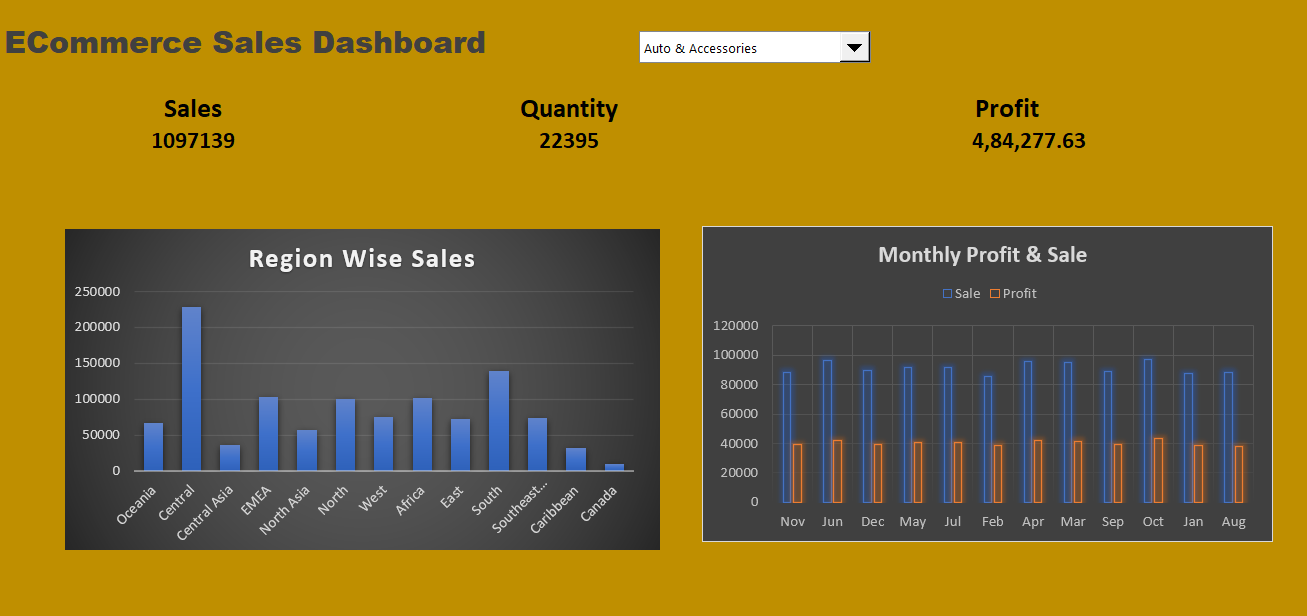 ECommerce Sales Dashboard
Auto & Accessories
Sales
Quantity
Profit
1097139
22395
4,84,277.63
Region Wise Sales
250000
200000
150000
100000
50000
0
Oceania
Central
Central Asia
EMEA
North Asia
North
West
Africa
East
South
Southeast...
Caribbean
Canada
Monthly Profit & Sale
Sale Profit
120000
100000
80000
60000
40000
20000
0
Nov Jun Dec May Jul Feb Apr Mar Sep Oct Jan Aug